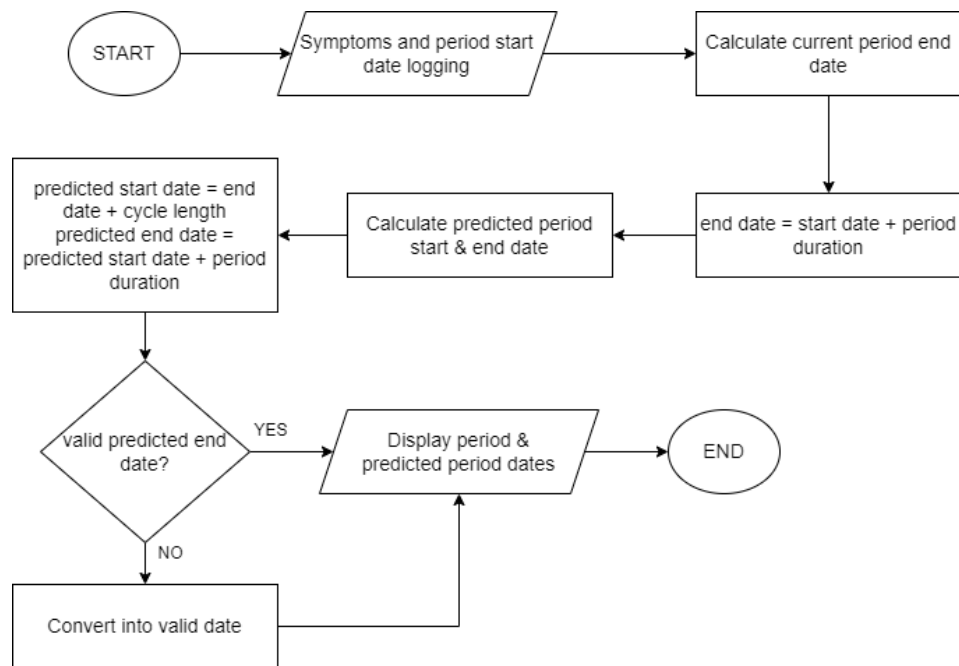 START
Symptoms and period start
date logging
Calculate current period end
date
end date = start date + period
duration
Calculate predicted period
start & end date
predicted start date = end
date + cycle length
predicted end date =
predicted start date + period
duration
valid predicted end
date?
YES
Display period &
predicted period dates
END
NO
Convert into valid date